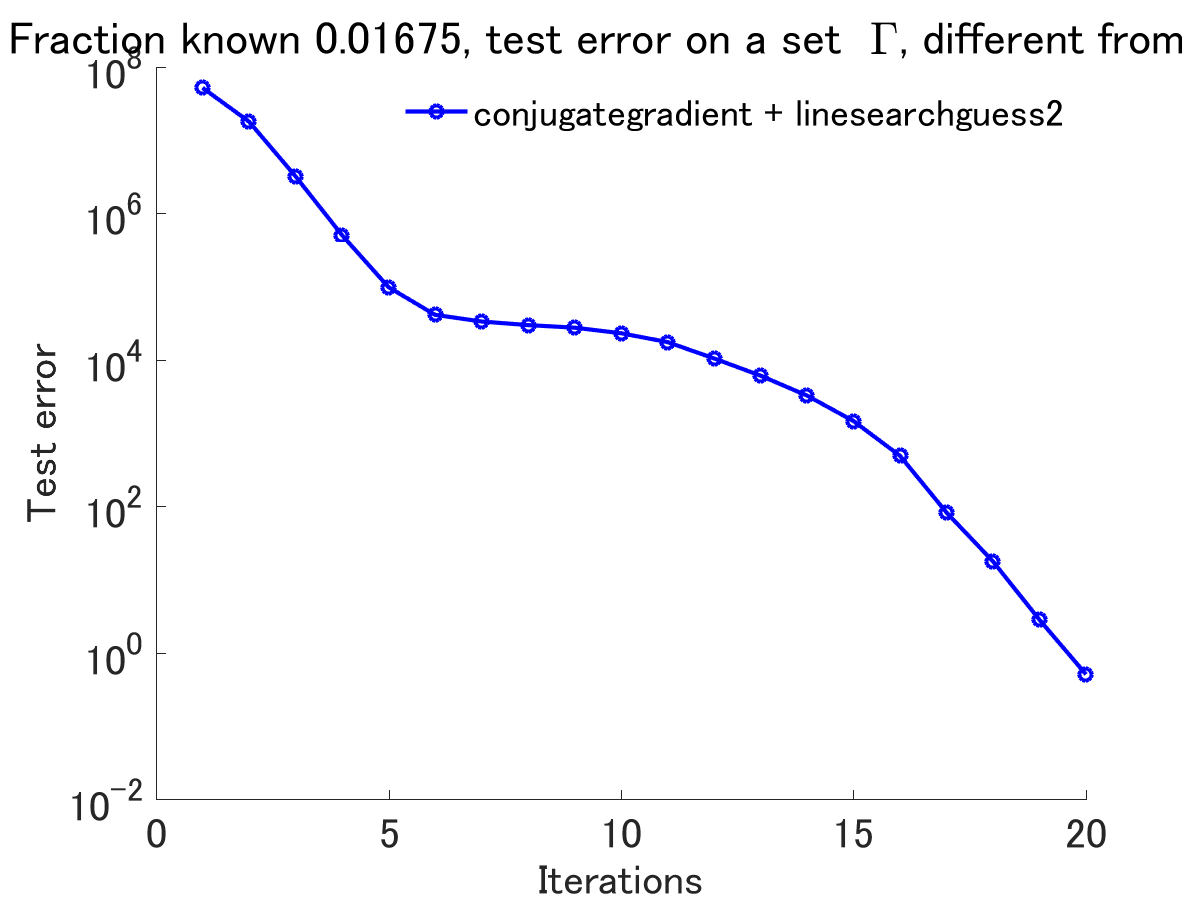 Fraction known 0.01675, test error on a set Γ, different from
conjugategradient + linesearchguess2
10^8
10^6
10^4
10^2
10^0
10^-2
Test error
0 5 10 15 20
Iterations